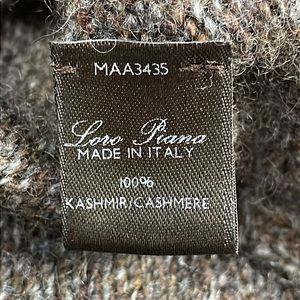 MAA3435
Loro Piana
MADE IN ITALY
100%
KASHMIR/CASHMERE